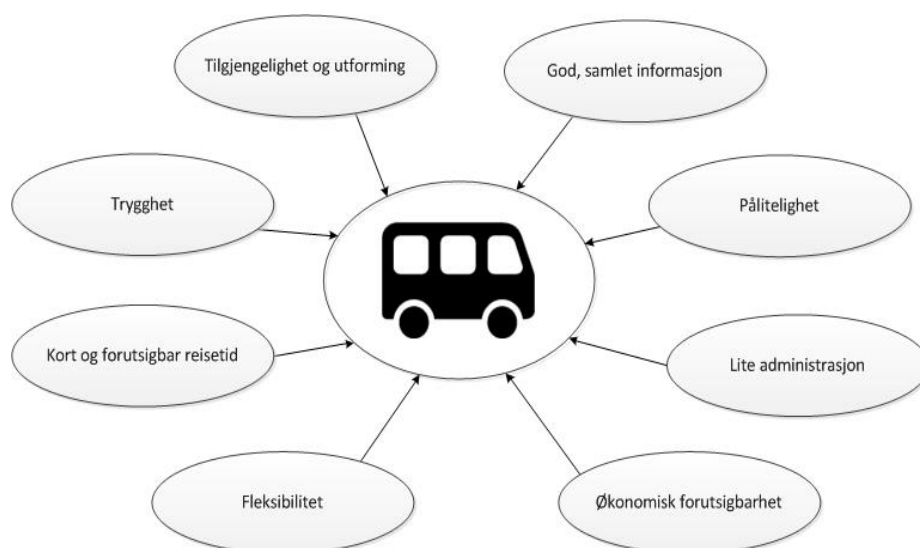 Tilgjengelighet og utforming
God, samlet informasjon
Trygghet
Pålitelighet
Kort og forutsigbar reisetid
Lite administrasjon
Fleksibilitet
Økonomisk forutsigbarhet